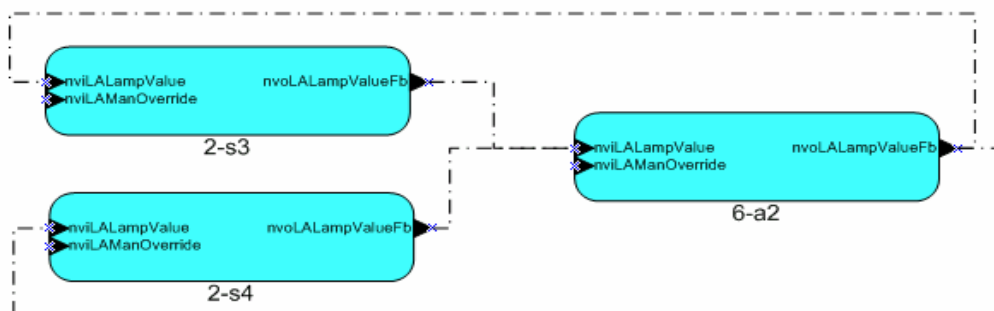 nviLALampValue nvoLALampValueFb
nviLAManOverride
2-s3
nviLALampValue nvoLALampValueFb
nviLAManOverride
6-a2
nviLALampValue nvoLALampValueFb
nviLAManOverride
2-s4